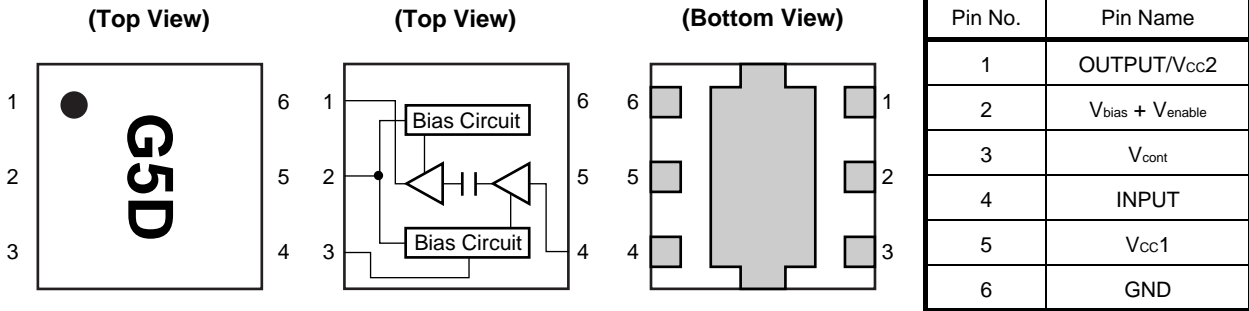 (Top View)
1
2
3
G5D
6
5
4
(Top View)
1
2
3
Bias Circuit
Bias Circuit
6
5
4
(Bottom View)
6
5
4
1
2
3
Pin No. Pin Name
1 OUTPUT/VCC2
2 Vbias + Venable
3 Vcont
4 INPUT
5 VCC1
6 GND